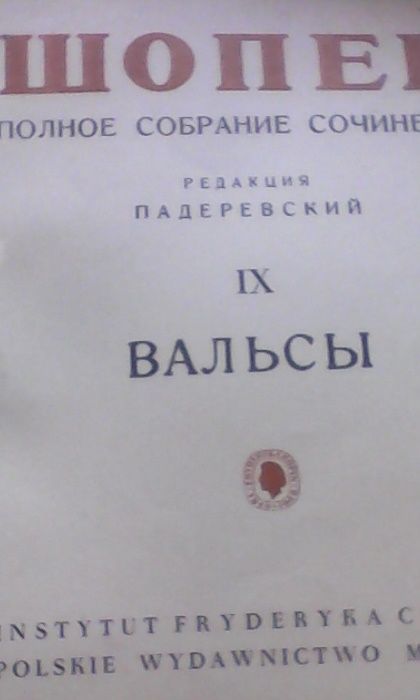 ШОПЕ
ПОЛНОЕ СОБРАНИЕ СОЧИНЕ
РЕДАКЦИЯ
ПАДЕРЕВСКИЙ
IX
ВАЛЬСЫ
INSTYTUT FRYDERYKA C
POLSKIE WYDAWNICTWO M